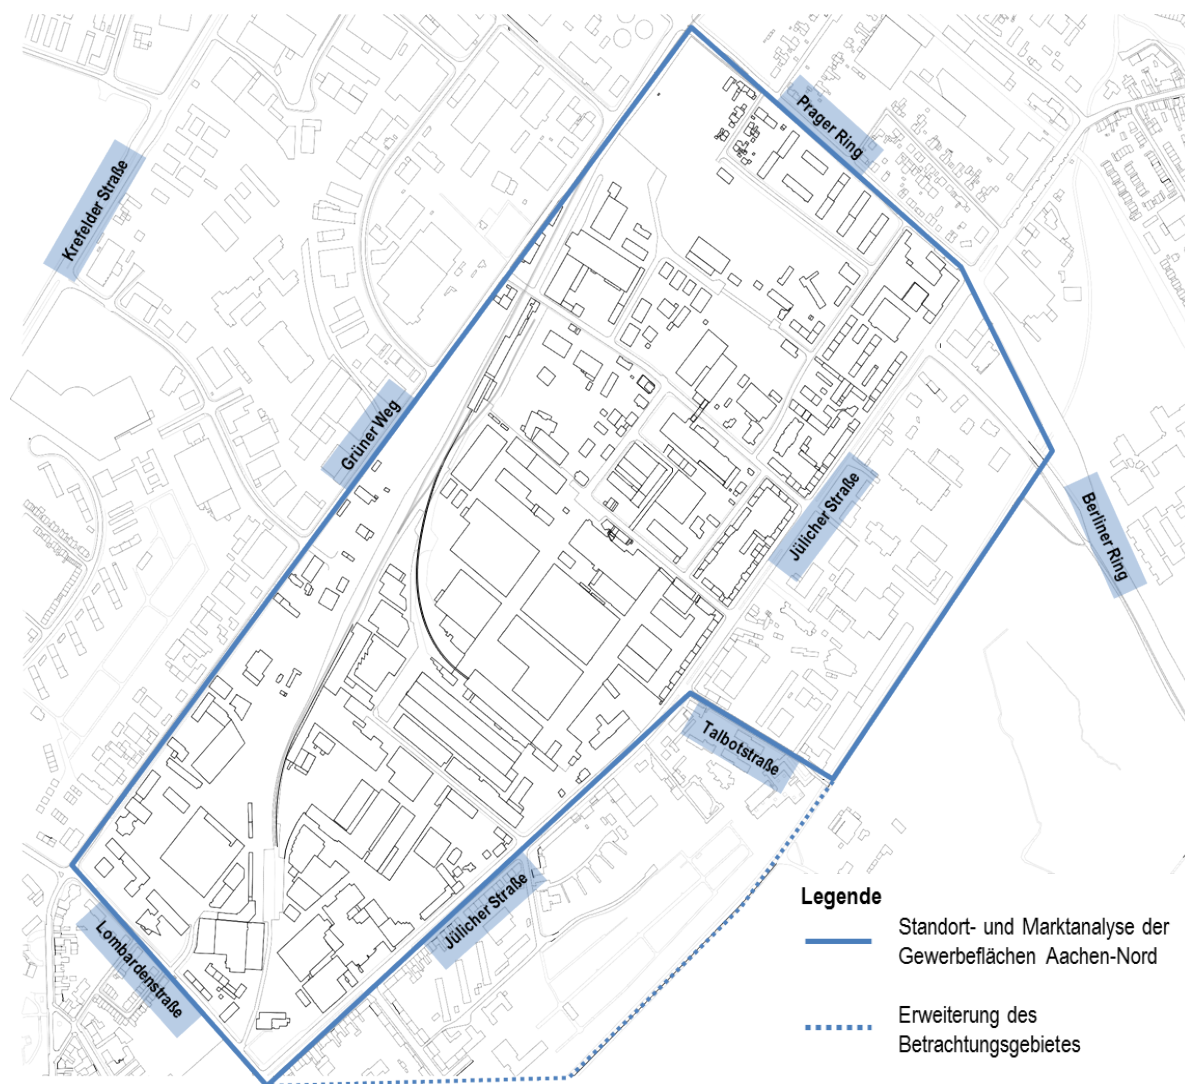 Prager Ring
Krefelder Straße
Grüner Weg
Jülicher Straße
Berliner Ring
Talbotstraße
Jülicher Straße
Lombardenstraße
Legende
Standort- und Marktanalyse der
Gewerbeflächen Aachen-Nord
Erweiterung des
Betrachtungsgebietes